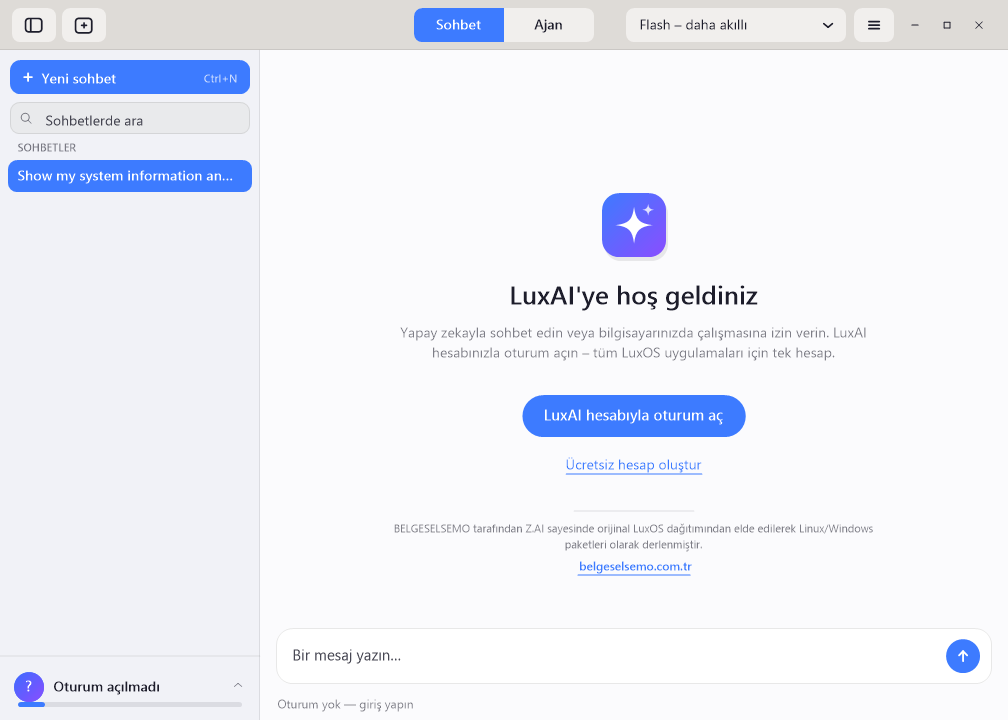 Sohbet
Ajan
Flash – daha akıllı
Yeni sohbet
Ctrl+N
Sohbetlerde ara
SOHBETLER
Show my system information an...
LuxAI'ye hoş geldiniz
Yapay zekayla sohbet edin veya bilgisayarınızda çalışmasına izin verin. LuxAI
hesabınızla oturum açın – tüm LuxOS uygulamaları için tek hesap.
LuxAI hesabıyla oturum aç
Ücretsiz hesap oluştur
BELGESELSEMO tarafından Z.AI sayesinde orijinal LuxOS dağıtımından elde edilerek Linux/Windows
paketleri olarak derlenmiştir.
belgeselsemo.com.tr
Bir mesaj yazın...
? Oturum açılmadı
Oturum yok — giriş yapın